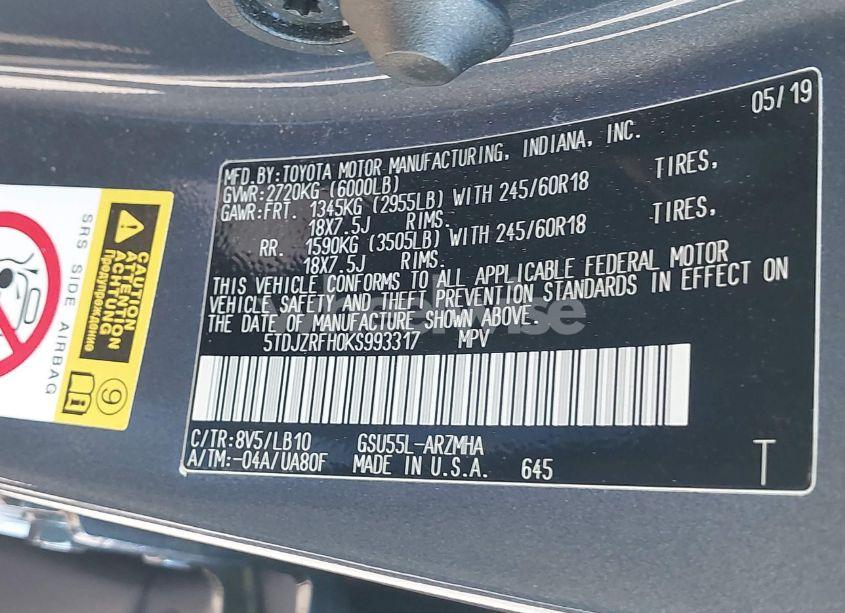 05/19
MFD. BY: TOYOTA MOTOR MANUFACTURING, INDIANA, INC.
GVWR: 2720KG (6000LB)
GAWR: FRT. 1345KG (2955LB) WITH 245/60R18 TIRES,
18X7.5J RIMS.
RR. 1590KG (3505LB) WITH 245/60R18 TIRES,
18X7.5J RIMS.
THIS VEHICLE CONFORMS TO ALL APPLICABLE FEDERAL MOTOR
VEHICLE SAFETY AND THEFT PREVENTION STANDARDS IN EFFECT ON
THE DATE OF MANUFACTURE SHOWN ABOVE.
5TDJZRFH0KS993317 MPV
C/TR: 8V5/LB10 GSU55L-ARZMHA
A/TM: -04A/UA80F MADE IN U.S.A. 645
T
CAUTION
ATTENTION
ACHTUNG
Предупреждение
SRS SIDE AIRBAG
i
9